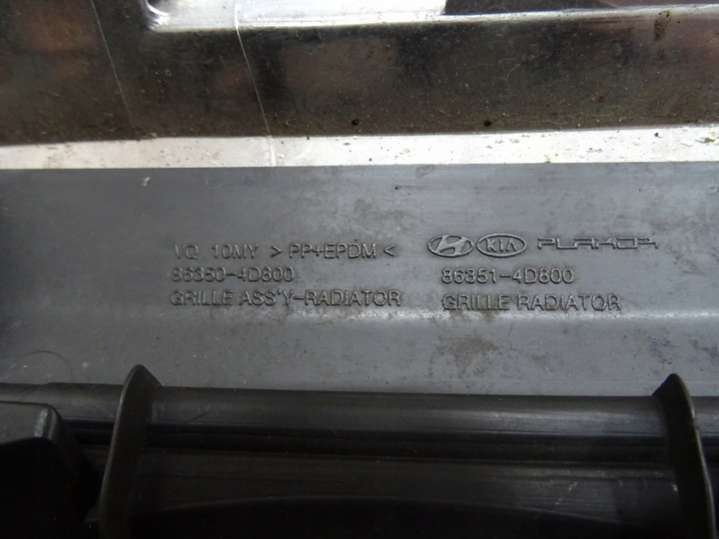 VQ 10MY > PP+EPDM <
86350-4D800
GRILLE ASS'Y-RADIATOR
KIA PLAKOR
86351-4D800
GRILLE RADIATOR